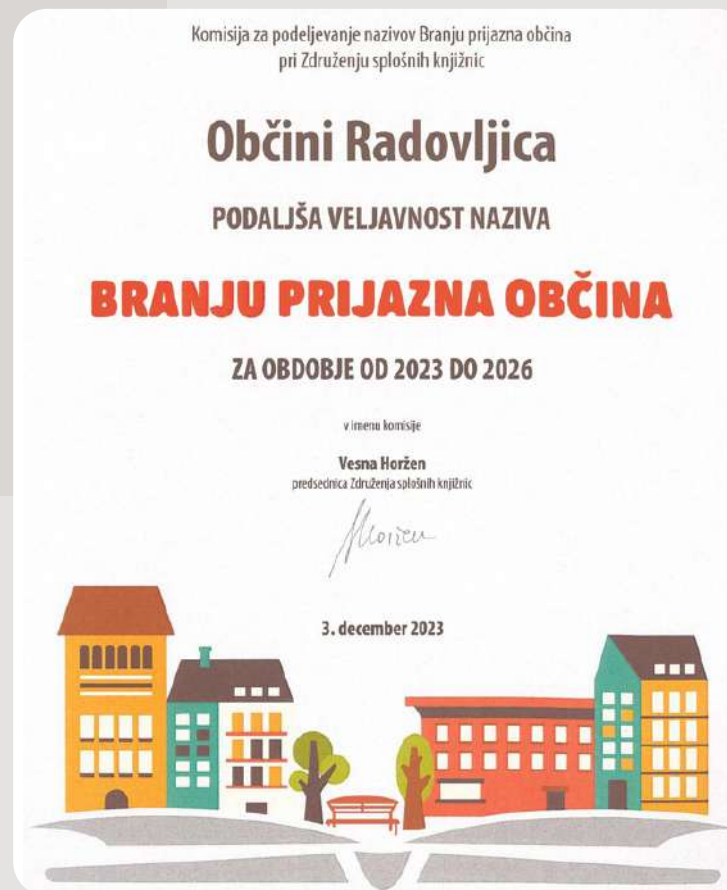 Komisija za podeljevanje nazivov Branju prijazna občina
pri Združenju splošnih knjižnic
Občini Radovljica
PODALJŠA VELJAVNOST NAZIVA
BRANJU PRIJAZNA OBČINA
ZA OBDOBJE OD 2023 DO 2026
v imenu komisije
Vesna Horžen
predsednica Združenja splošnih knjižnic
3. december 2023